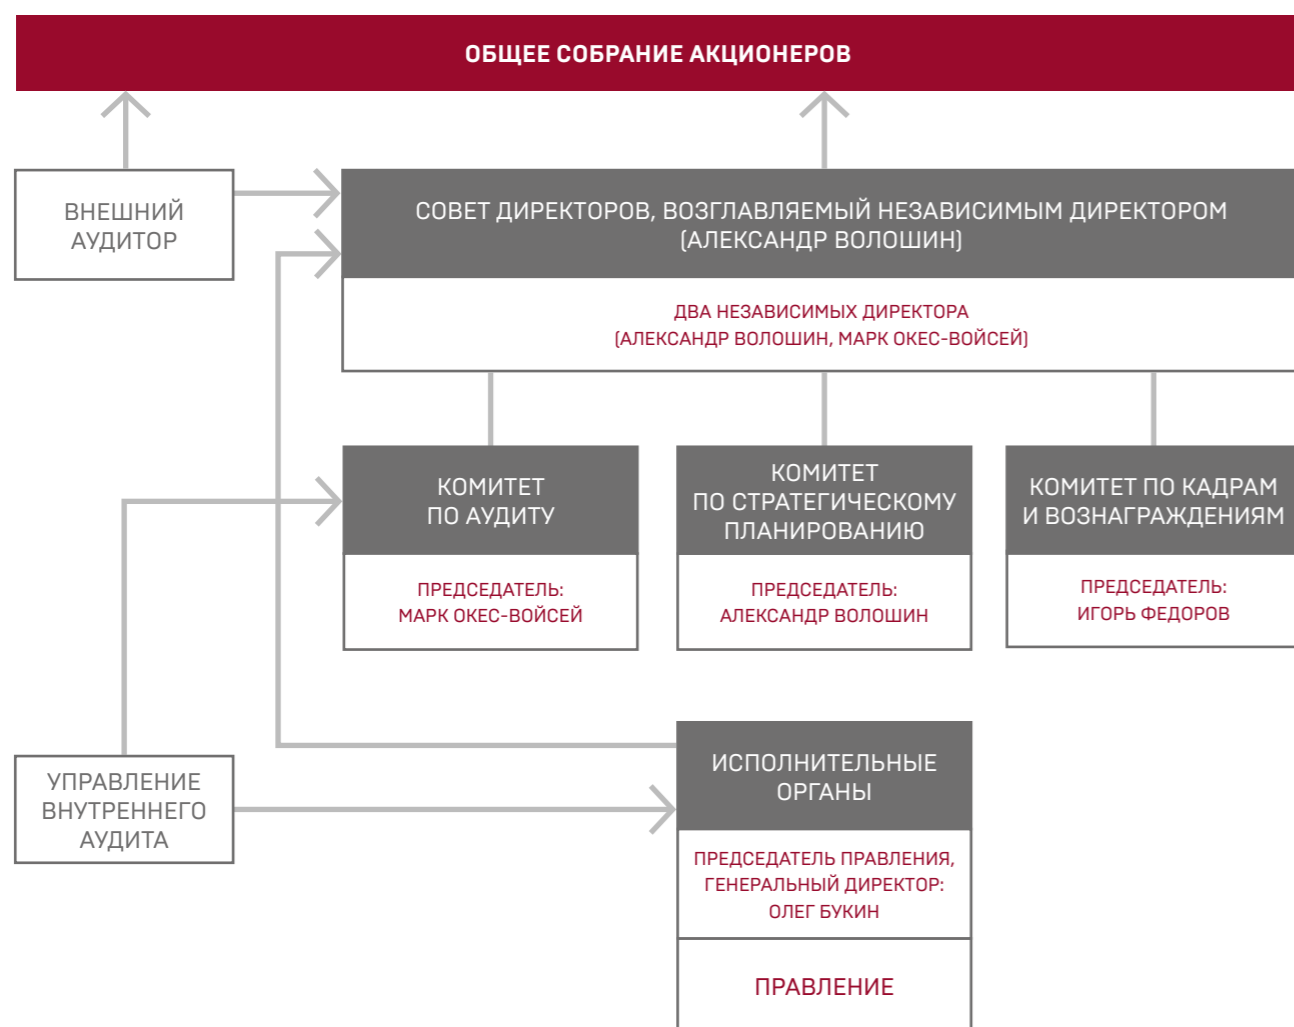 ОБЩЕЕ СОБРАНИЕ АКЦИОНЕРОВ
ВНЕШНИЙ
АУДИТОР
СОВЕТ ДИРЕКТОРОВ, ВОЗГЛАВЛЯЕМЫЙ НЕЗАВИСИМЫМ ДИРЕКТОРОМ
(АЛЕКСАНДР ВОЛОШИН)
ДВА НЕЗАВИСИМЫХ ДИРЕКТОРА
(АЛЕКСАНДР ВОЛОШИН, МАРК ОКЕС-ВОЙСЕЙ)
КОМИТЕТ
ПО АУДИТУ
ПРЕДСЕДАТЕЛЬ:
МАРК ОКЕС-ВОЙСЕЙ
КОМИТЕТ
ПО СТРАТЕГИЧЕСКОМУ
ПЛАНИРОВАНИЮ
ПРЕДСЕДАТЕЛЬ:
АЛЕКСАНДР ВОЛОШИН
КОМИТЕТ ПО КАДРАМ
И ВОЗНАГРАЖДЕНИЯМ
ПРЕДСЕДАТЕЛЬ:
ИГОРЬ ФЕДОРОВ
УПРАВЛЕНИЕ
ВНУТРЕННЕГО
АУДИТА
ИСПОЛНИТЕЛЬНЫЕ
ОРГАНЫ
ПРЕДСЕДАТЕЛЬ ПРАВЛЕНИЯ,
ГЕНЕРАЛЬНЫЙ ДИРЕКТОР:
ОЛЕГ БУКИН
ПРАВЛЕНИЕ